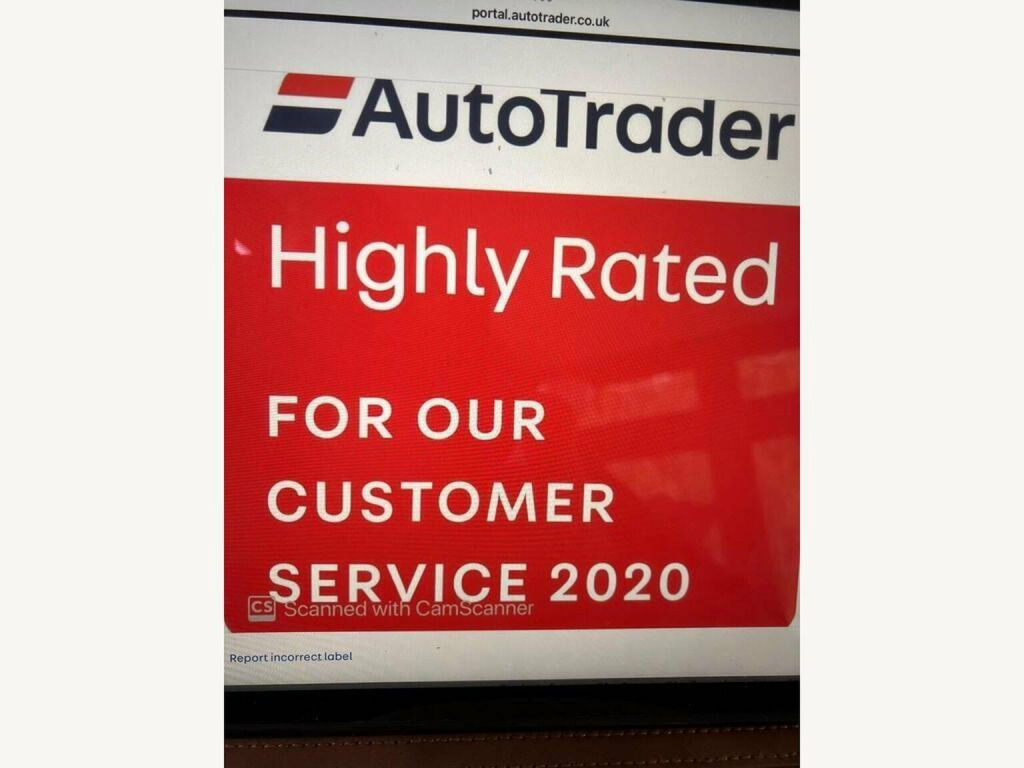 portal.autotrader.co.uk
AutoTrader
Highly Rated
FOR OUR
CUSTOMER
SERVICE 2020
CS Scanned with CamScanner
Report incorrect label